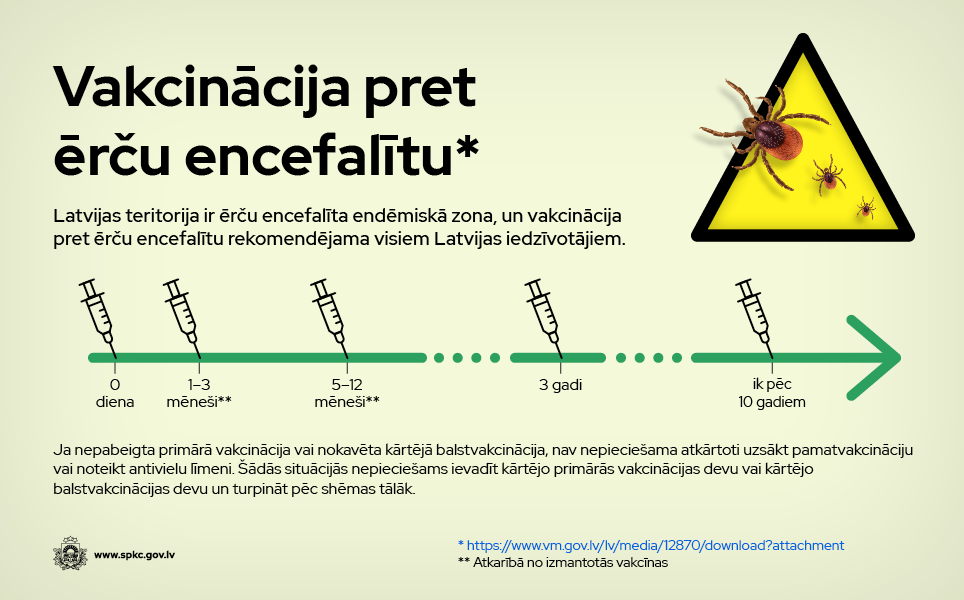 Vakcinācija pret
ērču encefalītu*
Latvijas teritorija ir ērču encefalīta endēmiskā zona, un vakcinācija
pret ērču encefalītu rekomendējama visiem Latvijas iedzīvotājiem.
0
diena
1–3
mēneši**
5–12
mēneši**
3 gadi
ik pēc
10 gadiem
Ja nepabeigta primārā vakcinācija vai nokavēta kārtējā balstvakcinācija, nav nepieciešama atkārtoti uzsākt pamatvakcināciju
vai noteikt antivielu līmeni. Šādās situācijās nepieciešams ievadīt kārtējo primārās vakcinācijas devu vai kārtējo
balstvakcinācijas devu un turpināt pēc shēmas tālāk.
www.spkc.gov.lv
* https://www.vm.gov.lv/lv/media/12870/download?attachment
** Atkarībā no izmantotās vakcīnas